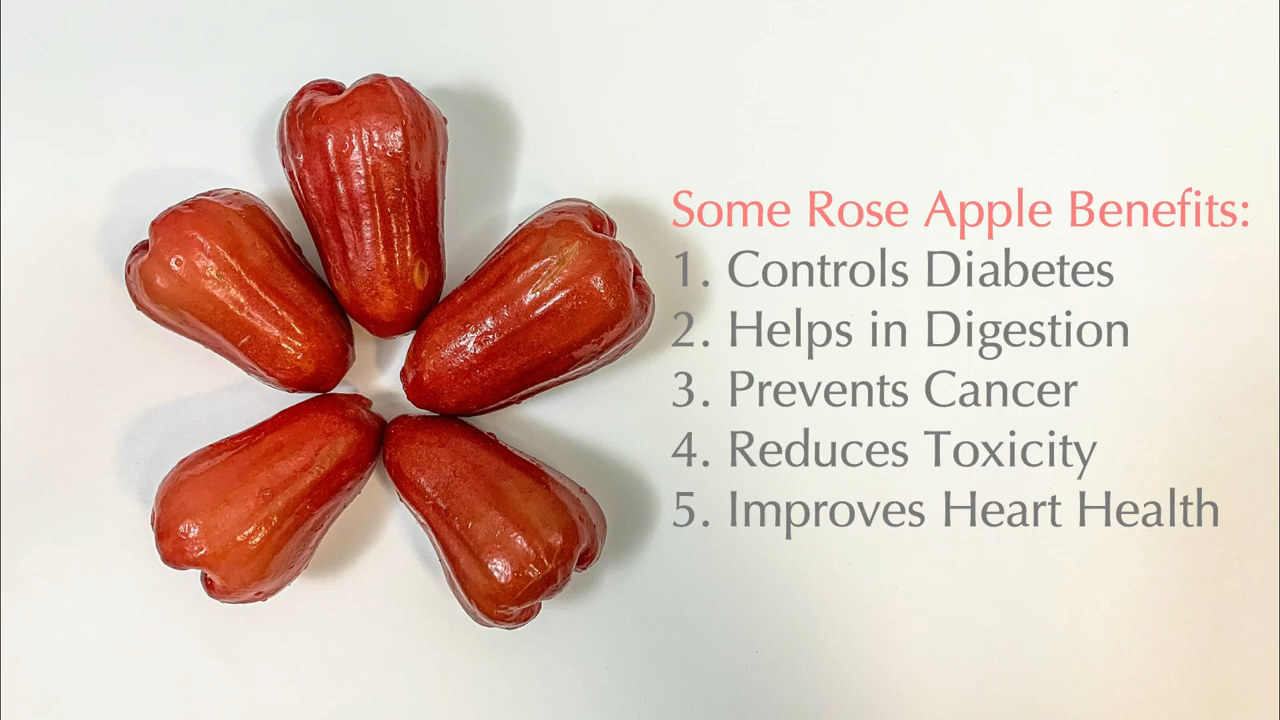 Some Rose Apple Benefits:
1. Controls Diabetes
2. Helps in Digestion
3. Prevents Cancer
4. Reduces Toxicity
5. Improves Heart Health